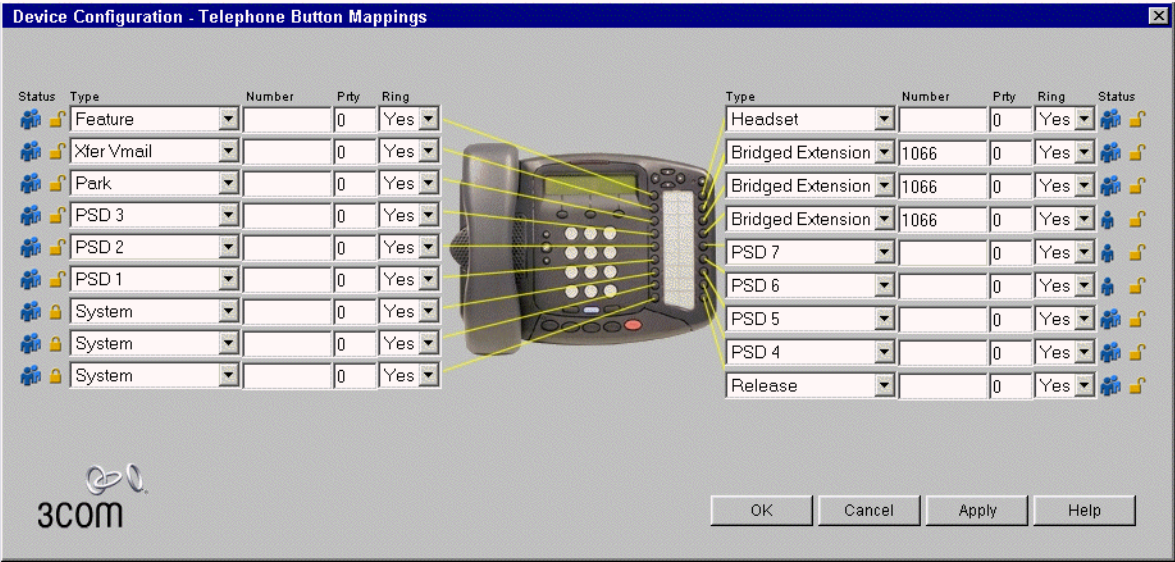 Device Configuration - Telephone Button Mappings
Status Type Number Prty Ring Type Number Prty Ring Status
Feature 0 Yes Headset 0 Yes
Xfer Vmail 0 Yes Bridged Extension 1066 0 Yes
Park 0 Yes Bridged Extension 1066 0 Yes
PSD 3 0 Yes Bridged Extension 1066 0 Yes
PSD 2 0 Yes PSD 7 0 Yes
PSD 1 0 Yes PSD 6 0 Yes
System 0 Yes PSD 5 0 Yes
System 0 Yes PSD 4 0 Yes
System 0 Yes Release 0 Yes
3com
OK Cancel Apply Help